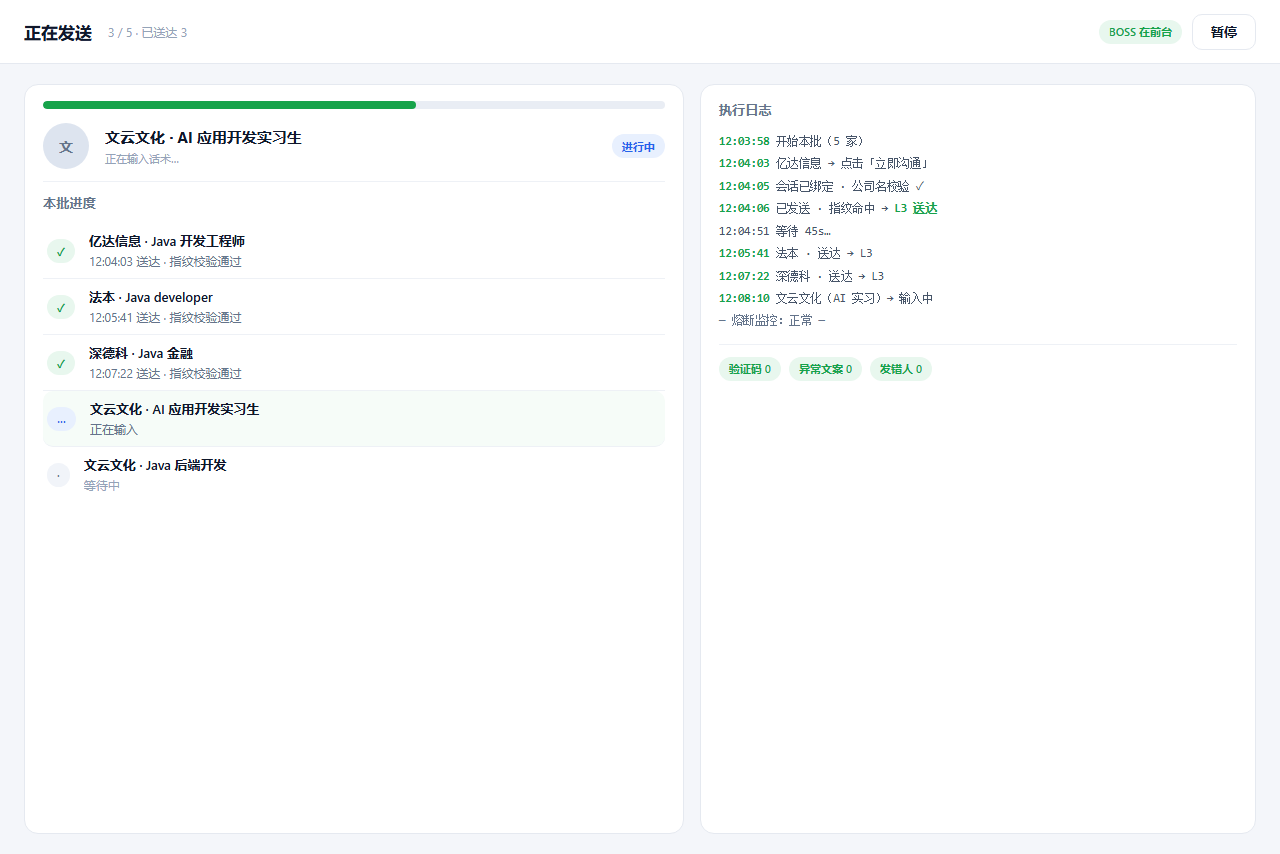 正在发送 3 / 5 · 已送达 3
BOSS 在前台 暂停
文
文云文化 · AI 应用开发实习生
正在输入话术...
进行中
本批进度
✓
亿达信息 · Java 开发工程师
12:04:03 送达 · 指纹校验通过
✓
法本 · Java developer
12:05:41 送达 · 指纹校验通过
✓
深德科 · Java 金融
12:07:22 送达 · 指纹校验通过
...
文云文化 · AI 应用开发实习生
正在输入
·
文云文化 · Java 后端开发
等待中
执行日志
12:03:58 开始本批（5 家）
12:04:03 亿达信息 → 点击「立即沟通」
12:04:05 会话已绑定 · 公司名校验 ✓
12:04:06 已发送 · 指纹命中 → L3 送达
12:04:51 等待 45s…
12:05:41 法本 · 送达 → L3
12:07:22 深德科 · 送达 → L3
12:08:10 文云文化（AI 实习）→ 输入中
— 熔断监控：正常 —
验证码 0 异常文案 0 发错人 0